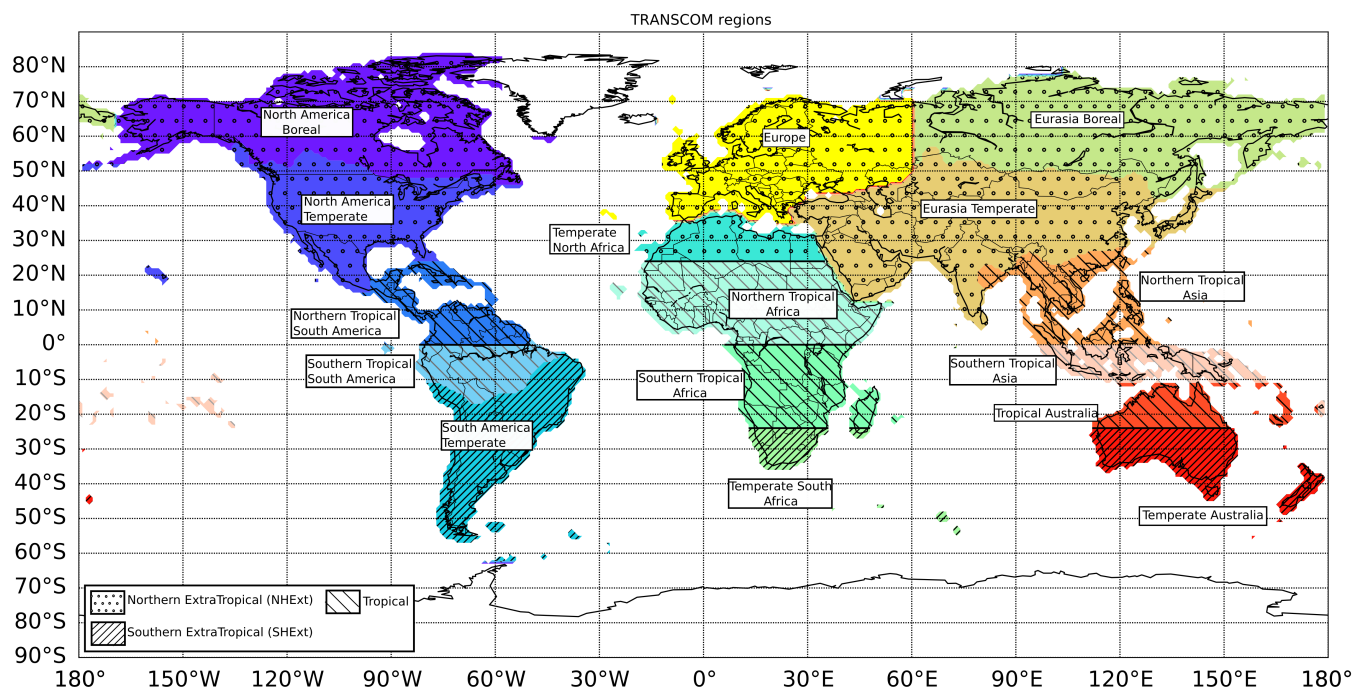 TRANSCOM regions
80°N
70°N
60°N
50°N
40°N
30°N
20°N
10°N
0°
10°S
20°S
30°S
40°S
50°S
60°S
70°S
80°S
90°S
North America
Boreal
Europe
Eurasia Boreal
North America
Temperate
Eurasia Temperate
Temperate
North Africa
Northern Tropical
Asia
Northern Tropical
Africa
Northern Tropical
South America
Southern Tropical
South America
Southern Tropical
Asia
Southern Tropical
Africa
Tropical Australia
South America
Temperate
Temperate South
Africa
Temperate Australia
Northern ExtraTropical (NHExt)
Tropical
Southern ExtraTropical (SHExt)
180° 150°W 120°W 90°W 60°W 30°W 0° 30°E 60°E 90°E 120°E 150°E 180°